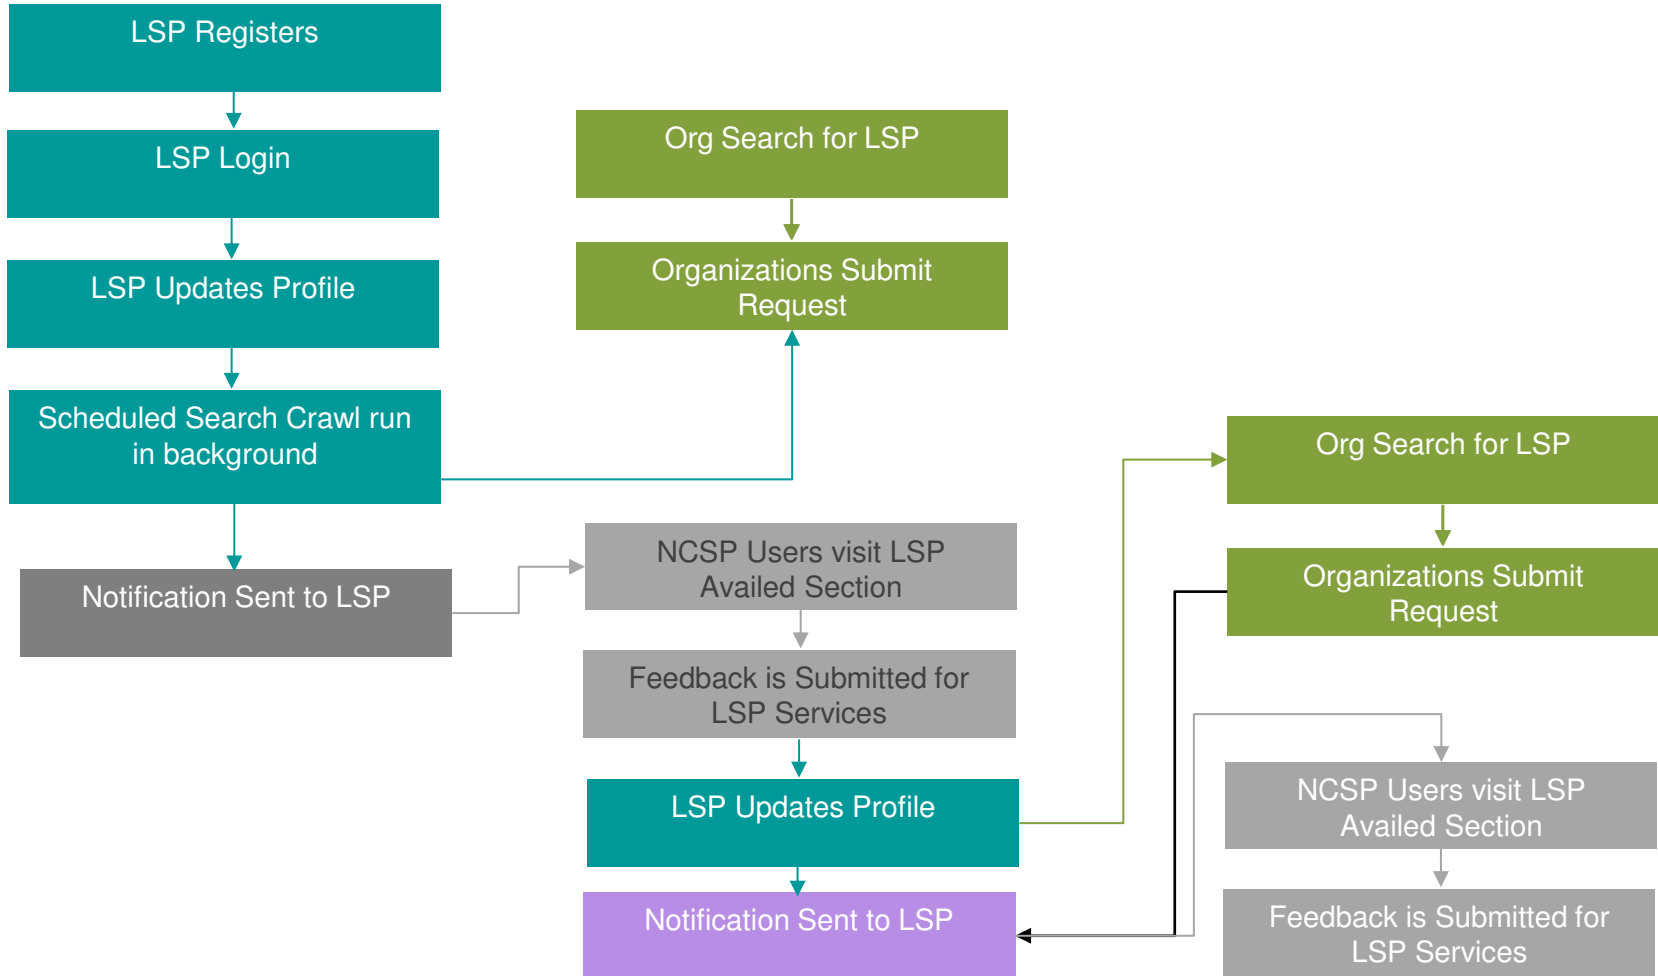 LSP Registers
LSP Login
LSP Updates Profile
Scheduled Search Crawl run
in background
Notification Sent to LSP
Org Search for LSP
Organizations Submit
Request
NCSP Users visit LSP
Availed Section
Feedback is Submitted for
LSP Services
LSP Updates Profile
Notification Sent to LSP
Org Search for LSP
Organizations Submit
Request
NCSP Users visit LSP
Availed Section
Feedback is Submitted for
LSP Services